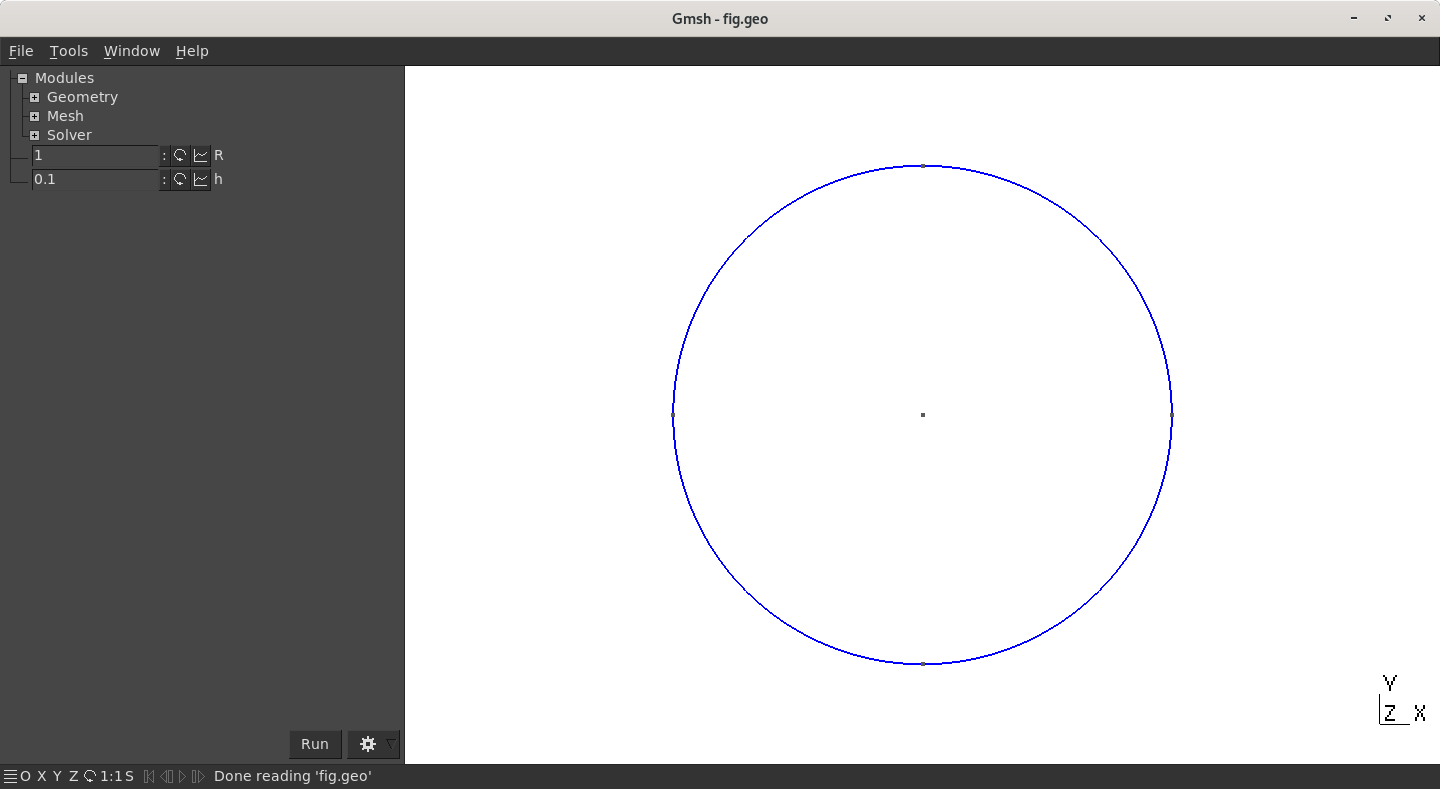 Gmsh - fig.geo
File Tools Window Help
Modules
Geometry
Mesh
Solver
1 : R
0.1 : h
Y
Z X
Run
O X Y Z 1:1 S Done reading 'fig.geo'